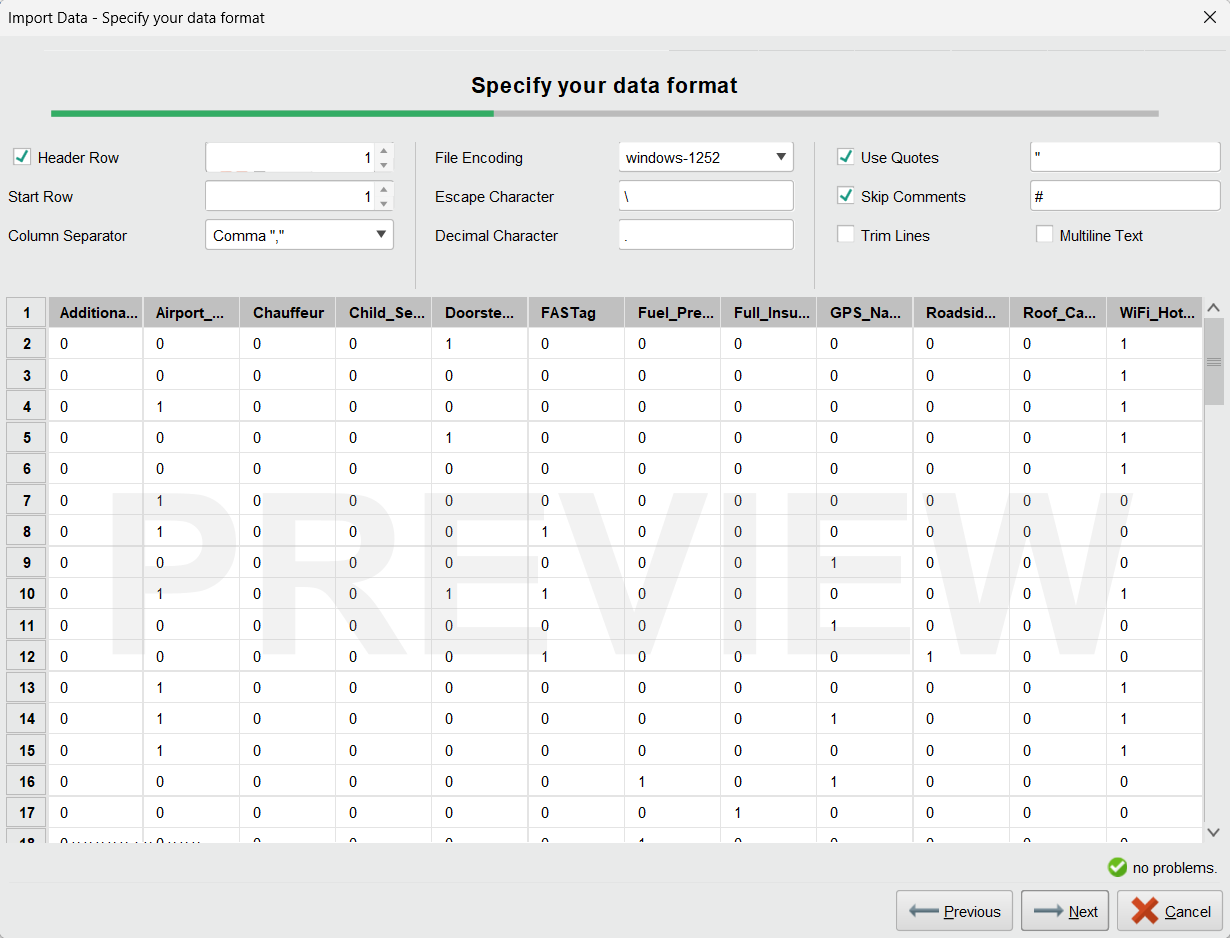 Import Data - Specify your data format
Specify your data format
Header Row 1 File Encoding windows-1252 Use Quotes "
Start Row 1 Escape Character \ Skip Comments #
Column Separator Comma "," Decimal Character . Trim Lines Multiline Text
1 Additiona... Airport_... Chauffeur Child_Se... Doorste... FASTag Fuel_Pre... Full_Insu... GPS_Na... Roadsid... Roof_Ca... WiFi_Hot...
2 0 0 0 0 1 0 0 0 0 0 0 1
3 0 0 0 0 0 0 0 0 0 0 0 1
4 0 1 0 0 0 0 0 0 0 0 0 1
5 0 0 0 0 1 0 0 0 0 0 0 1
6 0 0 0 0 0 0 0 0 0 0 0 1
7 0 1 0 0 0 0 0 0 0 0 0 0
8 0 1 0 0 0 1 0 0 0 0 0 0
9 0 0 0 0 0 0 0 0 1 0 0 0
10 0 1 0 0 1 1 0 0 0 0 0 1
11 0 0 0 0 0 0 0 0 1 0 0 0
12 0 0 0 0 0 1 0 0 0 1 0 0
13 0 1 0 0 0 0 0 0 0 0 0 1
14 0 1 0 0 0 0 0 0 1 0 0 1
15 0 1 0 0 0 0 0 0 0 0 0 1
16 0 0 0 0 0 0 1 0 1 0 0 0
17 0 0 0 0 0 0 0 1 0 0 0 0
PREVIEW
no problems.
Previous Next Cancel